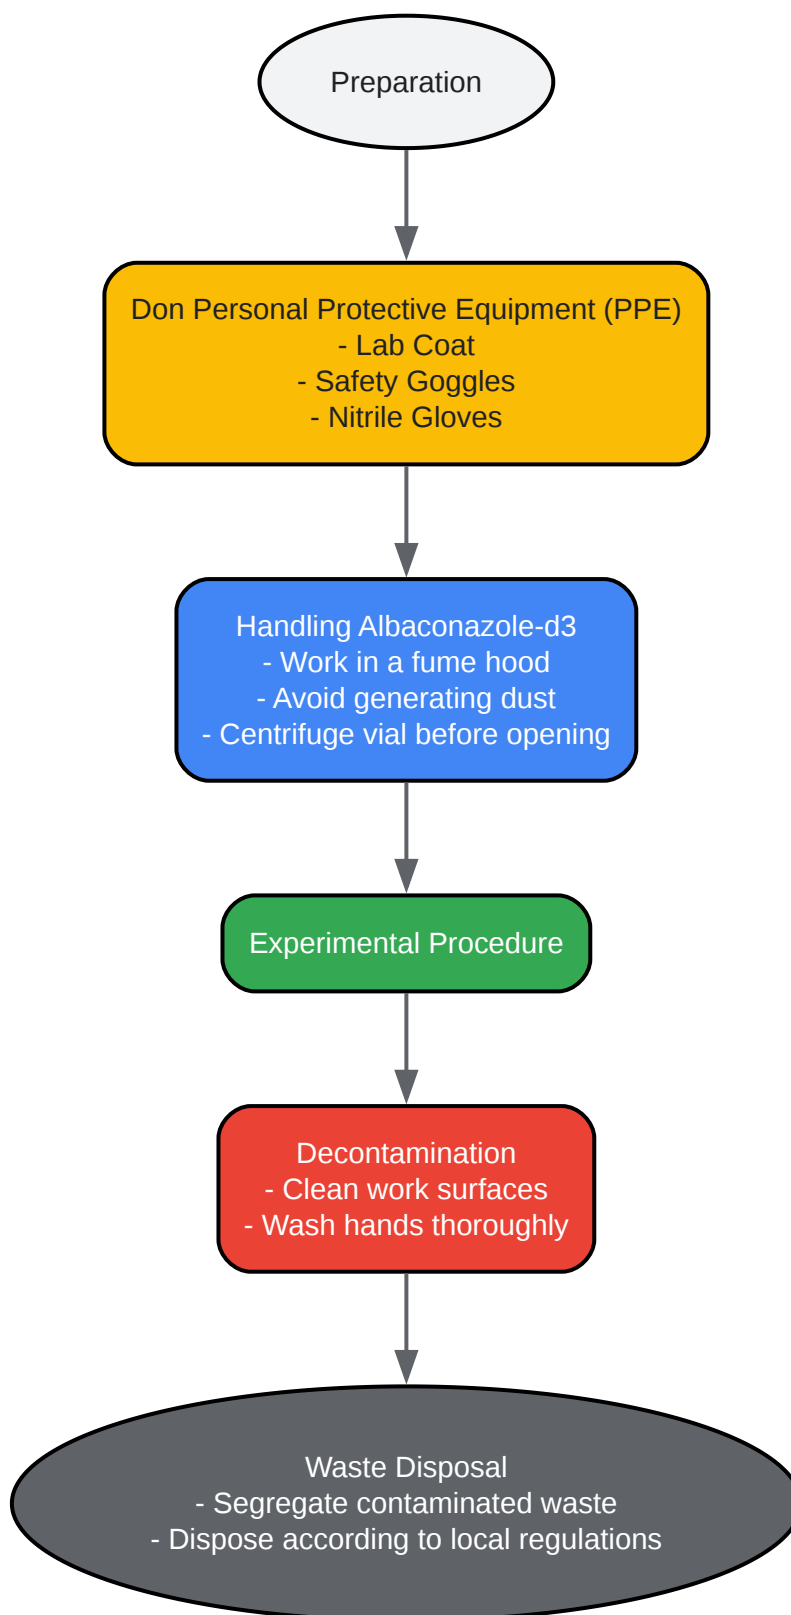 Preparation
Don Personal Protective Equipment (PPE)
- Lab Coat
- Safety Goggles
- Nitrile Gloves
Handling Albaconazole-d3
- Work in a fume hood
- Avoid generating dust
- Centrifuge vial before opening
Experimental Procedure
Decontamination
- Clean work surfaces
- Wash hands thoroughly
Waste Disposal
- Segregate contaminated waste
- Dispose according to local regulations